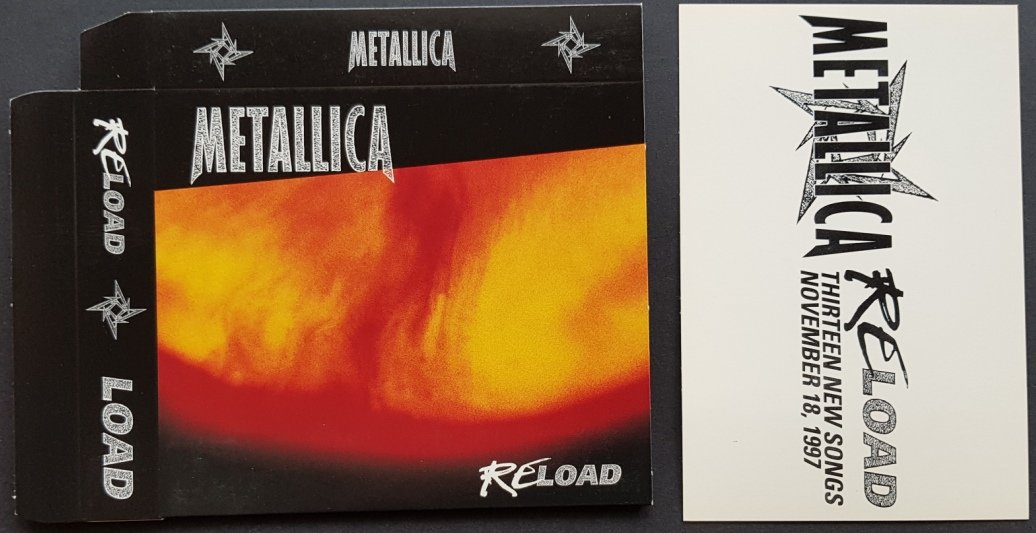 METALLICA
METALLICA
RELOAD
RELOAD
LOAD
METALLICA
RELOAD
THIRTEEN NEW SONGS
NOVEMBER 18, 1997